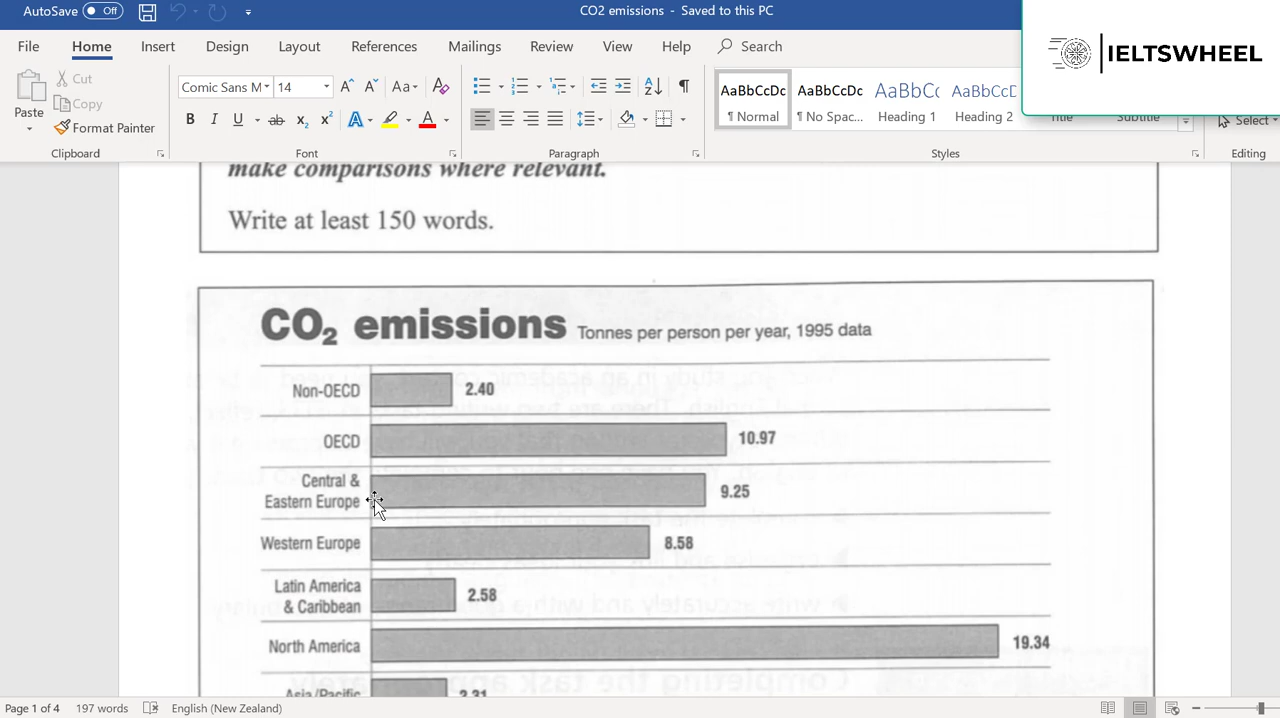 AutoSave Off CO2 emissions - Saved to this PC
IELTSWHEEL
File Home Insert Design Layout References Mailings Review View Help Search
Paste
Cut
Copy
Format Painter
Comic Sans M 14
AaBbCcDc AaBbCcDc AaBbCc AaBbCcD
¶ Normal ¶ No Spac... Heading 1 Heading 2 Title Subtitle
Select
Clipboard Font Paragraph Styles Editing
make comparisons where relevant.
Write at least 150 words.
CO₂ emissions Tonnes per person per year, 1995 data
Non-OECD 2.40
OECD 10.97
Central &
Eastern Europe 9.25
Western Europe 8.58
Latin America
& Caribbean 2.58
North America 19.34
Asia/Pacific 2.31
Page 1 of 4 197 words English (New Zealand)